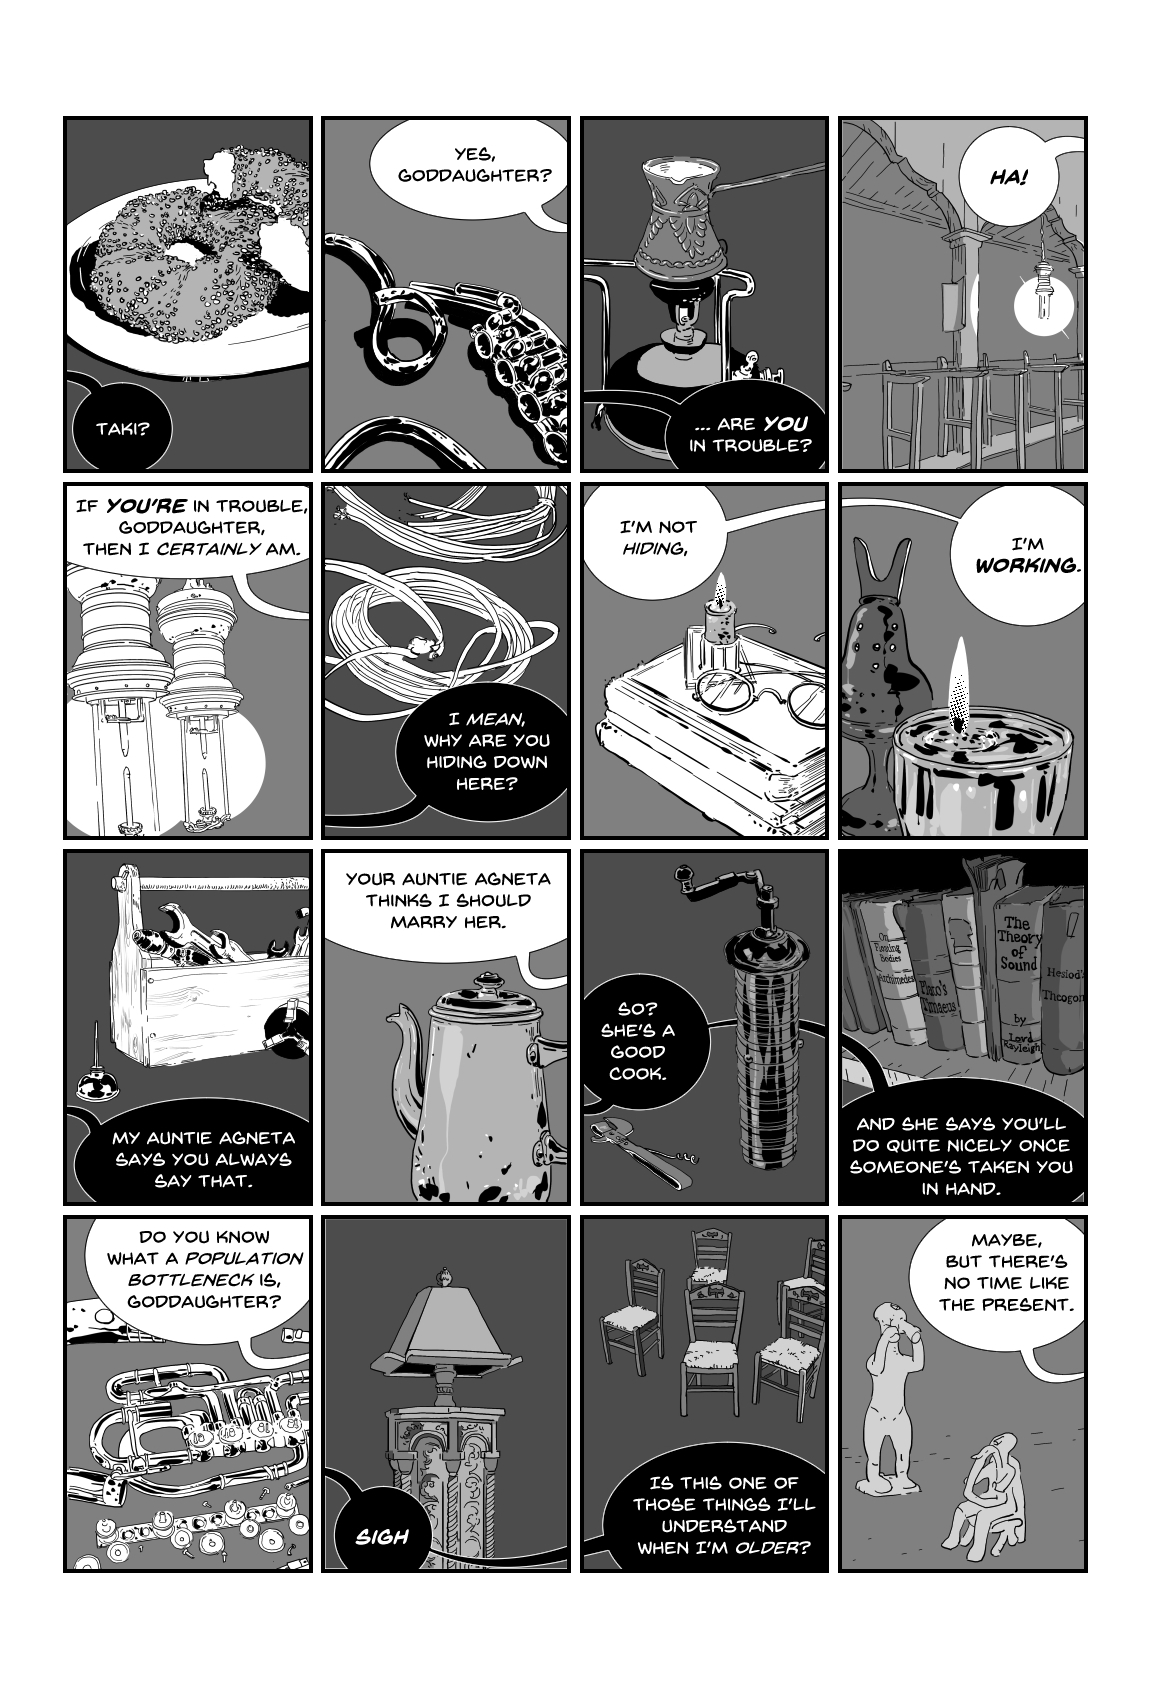 TAKI?
YES,
GODDAUGHTER?
... ARE YOU
IN TROUBLE?
HA!
IF YOU'RE IN TROUBLE,
GODDAUGHTER,
THEN I CERTAINLY AM.
I MEAN,
WHY ARE YOU
HIDING DOWN
HERE?
I'M NOT
HIDING,
I'M
WORKING.
MY AUNTIE AGNETA
SAYS YOU ALWAYS
SAY THAT.
YOUR AUNTIE AGNETA
THINKS I SHOULD
MARRY HER.
SO?
SHE'S A
GOOD
COOK.
On
Floating
Bodies
Archimedes
Plato's
Timaeus
The
Theory
of
Sound
by
Lord
Rayleigh
Hesiod's
Theogon
AND SHE SAYS YOU'LL
DO QUITE NICELY ONCE
SOMEONE'S TAKEN YOU
IN HAND.
DO YOU KNOW
WHAT A POPULATION
BOTTLENECK IS,
GODDAUGHTER?
SIGH
IS THIS ONE OF
THOSE THINGS I'LL
UNDERSTAND
WHEN I'M OLDER?
MAYBE,
BUT THERE'S
NO TIME LIKE
THE PRESENT.